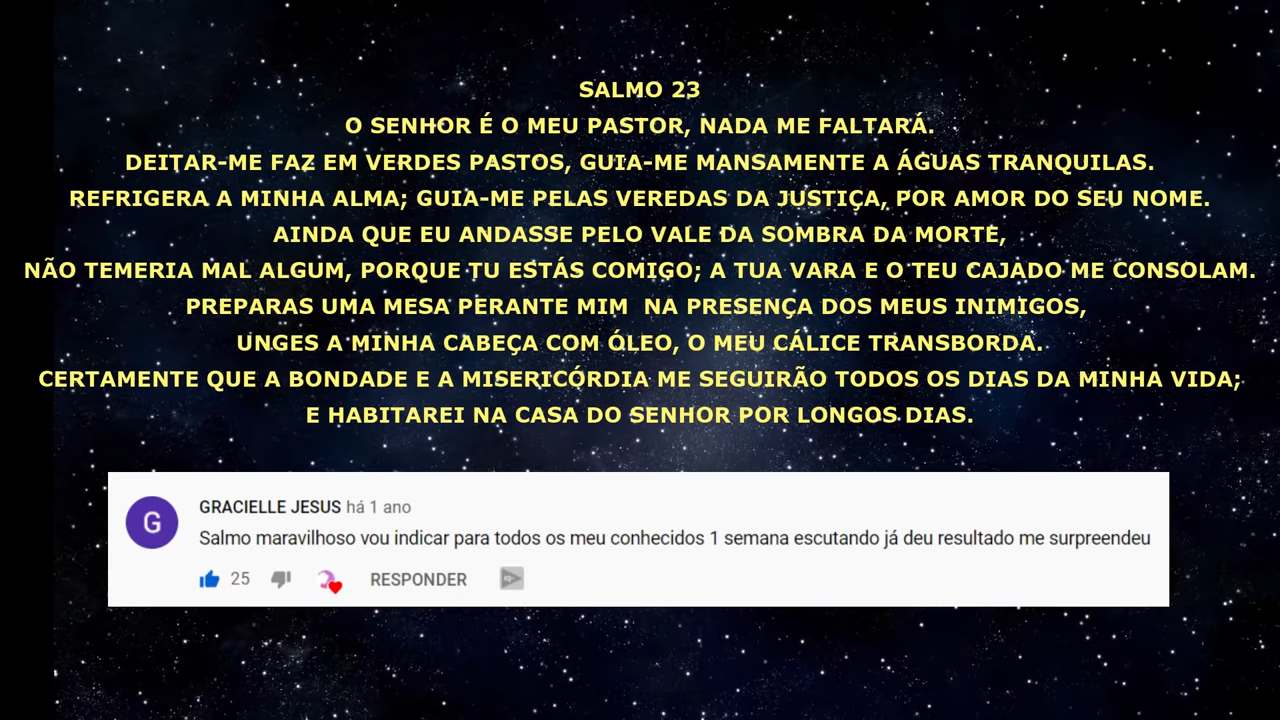 SALMO 23
O SENHOR É O MEU PASTOR, NADA ME FALTARÁ.
DEITAR-ME FAZ EM VERDES PASTOS, GUIA-ME MANSAMENTE A ÁGUAS TRANQUILAS.
REFRIGERA A MINHA ALMA; GUIA-ME PELAS VEREDAS DA JUSTIÇA, POR AMOR DO SEU NOME.
AINDA QUE EU ANDASSE PELO VALE DA SOMBRA DA MORTE,
NÃO TEMERIA MAL ALGUM, PORQUE TU ESTÁS COMIGO; A TUA VARA E O TEU CAJADO ME CONSOLAM.
PREPARAS UMA MESA PERANTE MIM  NA PRESENÇA DOS MEUS INIMIGOS,
UNGES A MINHA CABEÇA COM ÓLEO, O MEU CÁLICE TRANSBORDA.
CERTAMENTE QUE A BONDADE E A MISERICÓRDIA ME SEGUIRÃO TODOS OS DIAS DA MINHA VIDA;
E HABITAREI NA CASA DO SENHOR POR LONGOS DIAS.
G
GRACIELLE JESUS há 1 ano
Salmo maravilhoso vou indicar para todos os meu conhecidos 1 semana escutando já deu resultado me surpreendeu
25 RESPONDER